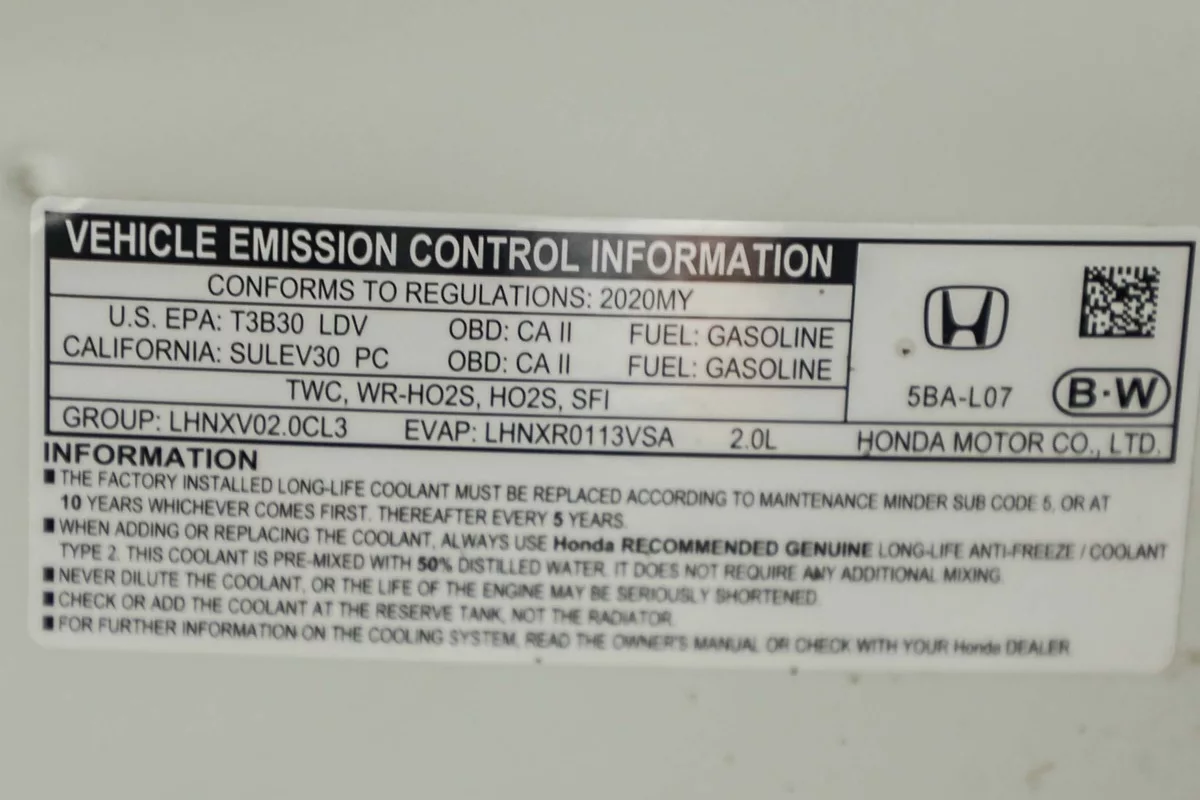 VEHICLE EMISSION CONTROL INFORMATION
CONFORMS TO REGULATIONS: 2020MY
U.S. EPA: T3B30 LDV OBD: CA II FUEL: GASOLINE
CALIFORNIA: SULEV30 PC OBD: CA II FUEL: GASOLINE
TWC, WR-HO2S, HO2S, SFI
5BA-L07 B·W
GROUP: LHNXV02.0CL3 EVAP: LHNXR0113VSA 2.0L HONDA MOTOR CO., LTD.
INFORMATION
■ THE FACTORY INSTALLED LONG-LIFE COOLANT MUST BE REPLACED ACCORDING TO MAINTENANCE MINDER SUB CODE 5, OR AT
10 YEARS WHICHEVER COMES FIRST. THEREAFTER EVERY 5 YEARS.
■ WHEN ADDING OR REPLACING THE COOLANT, ALWAYS USE Honda RECOMMENDED GENUINE LONG-LIFE ANTI-FREEZE / COOLANT
TYPE 2. THIS COOLANT IS PRE-MIXED WITH 50% DISTILLED WATER. IT DOES NOT REQUIRE ANY ADDITIONAL MIXING.
■ NEVER DILUTE THE COOLANT, OR THE LIFE OF THE ENGINE MAY BE SERIOUSLY SHORTENED.
■ CHECK OR ADD THE COOLANT AT THE RESERVE TANK, NOT THE RADIATOR.
■ FOR FURTHER INFORMATION ON THE COOLING SYSTEM, READ THE OWNER'S MANUAL OR CHECK WITH YOUR Honda DEALER.